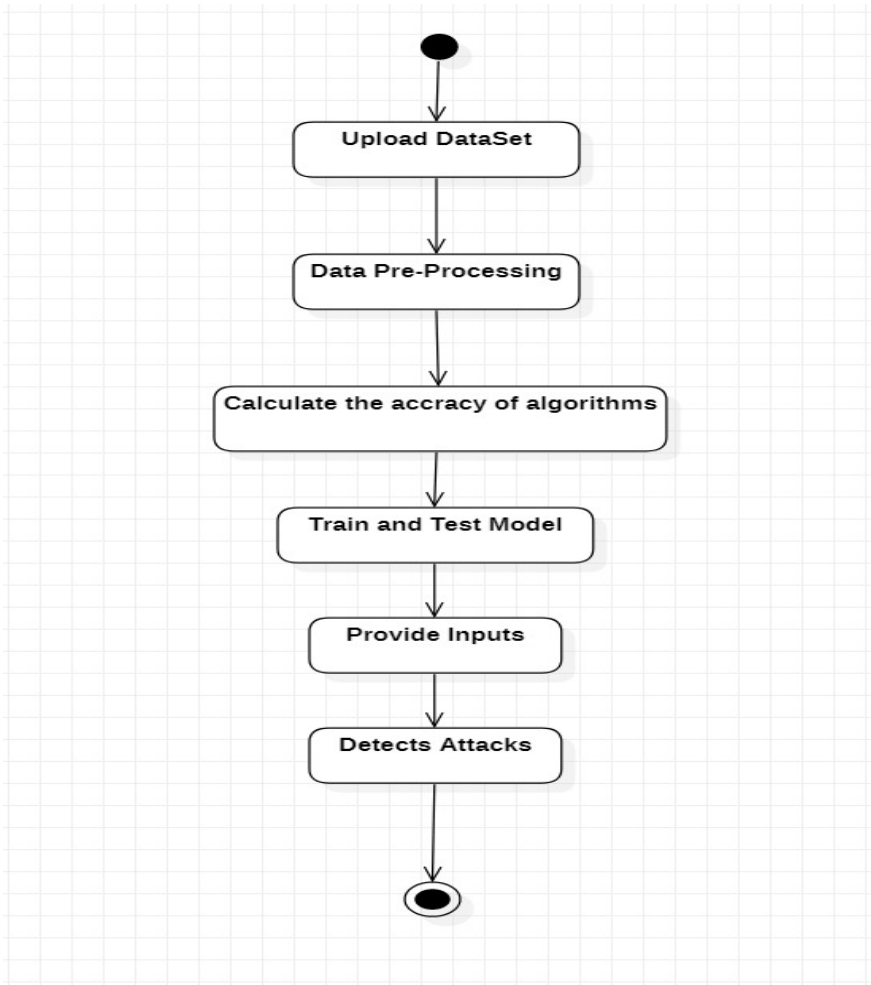 Upload DataSet
Data Pre-Processing
Calculate the accracy of algorithms
Train and Test Model
Provide Inputs
Detects Attacks